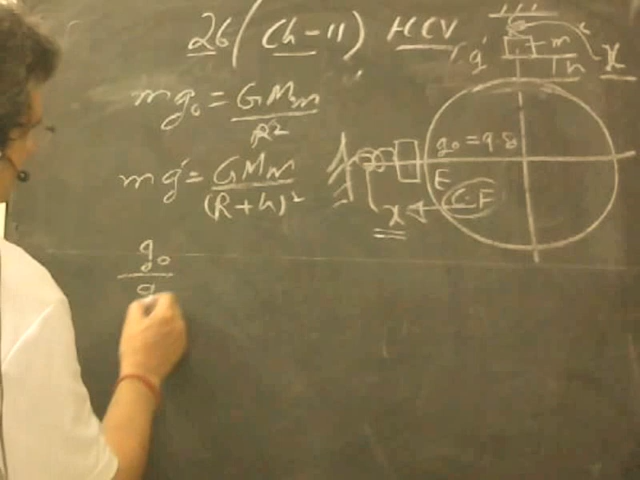 26 (Ch-11) HCV
g' m
h x
mg₀ = GMm/R²
g₀ = 9.8
mg' = GMm/(R+h)²
E C.F
x
g₀/g